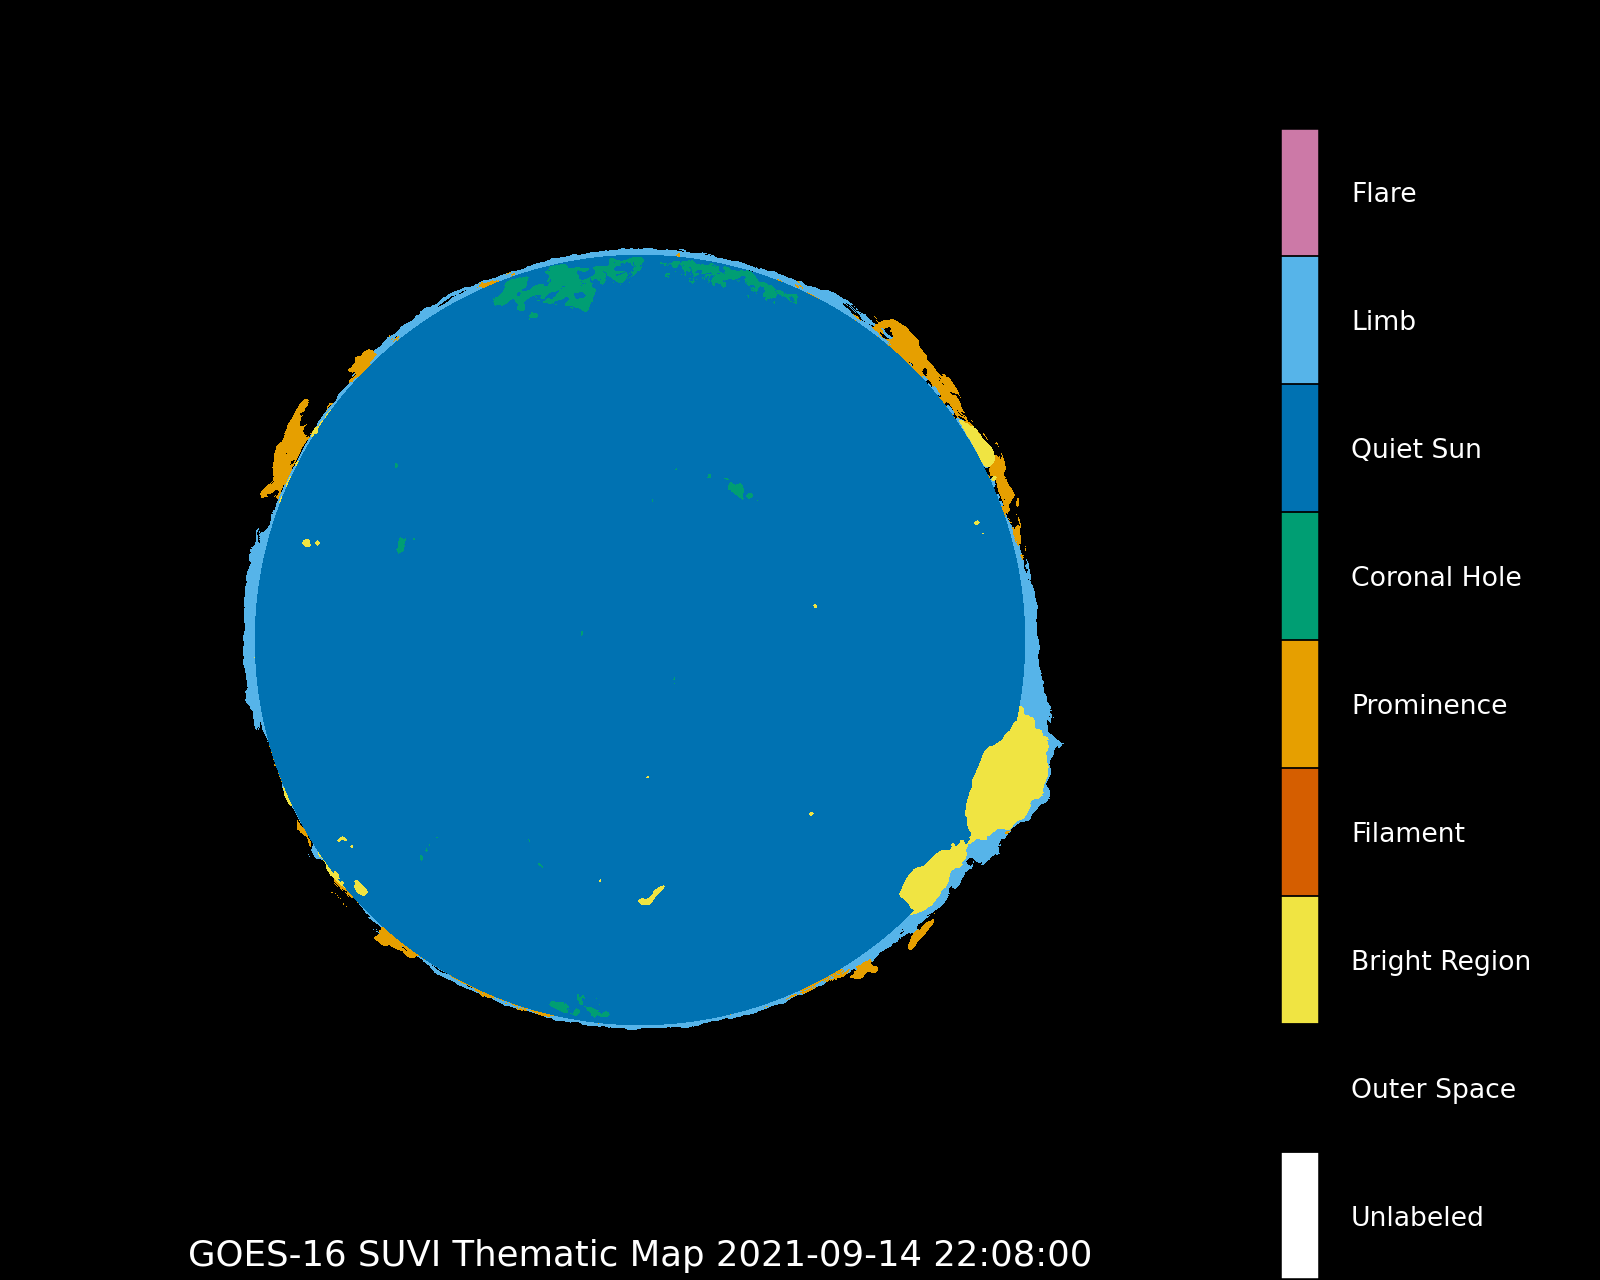 Flare
Limb
Quiet Sun
Coronal Hole
Prominence
Filament
Bright Region
Outer Space
Unlabeled
GOES-16 SUVI Thematic Map 2021-09-14 22:08:00